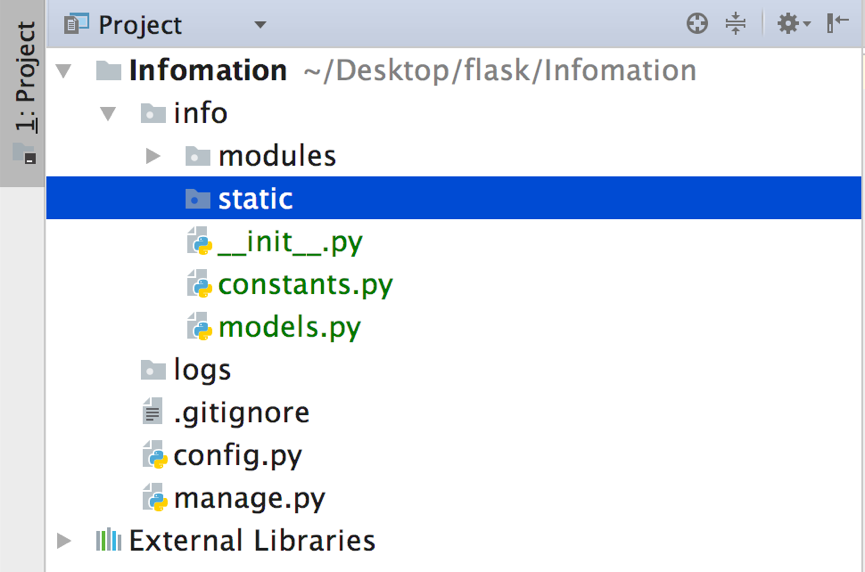 1: Project
Project
Infomation ~/Desktop/flask/Infomation
info
modules
static
__init__.py
constants.py
models.py
logs
.gitignore
config.py
manage.py
External Libraries